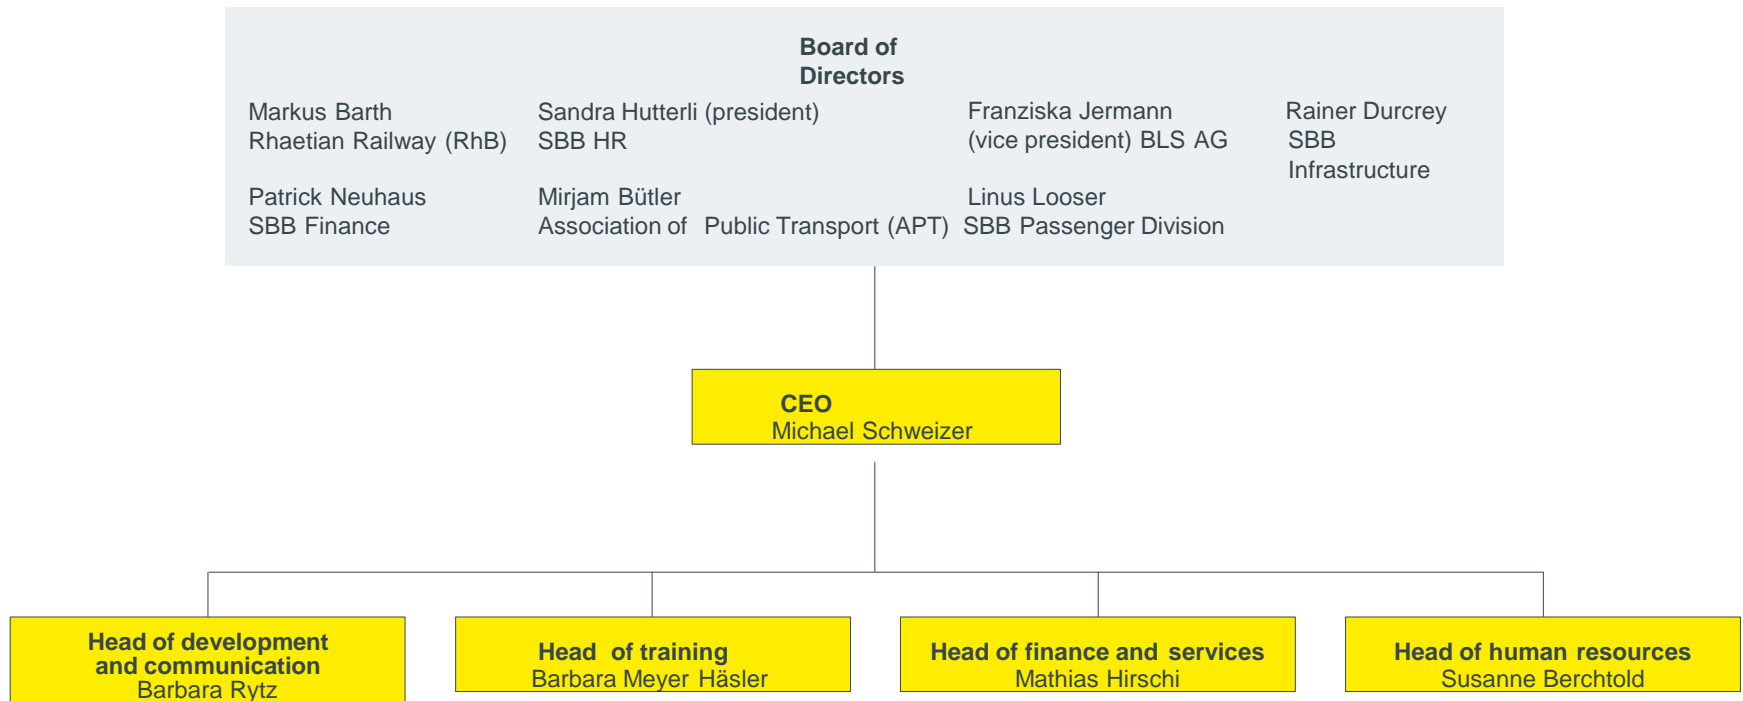 Board of
Directors
Markus Barth
Rhaetian Railway (RhB)
Sandra Hutterli (president)
SBB HR
Franziska Jermann
(vice president) BLS AG
Rainer Durcrey
SBB
Infrastructure
Patrick Neuhaus
SBB Finance
Mirjam Bütler
Association of Public Transport (APT)
Linus Looser
SBB Passenger Division
CEO
Michael Schweizer
Head of development
and communication
Barbara Rytz
Head of training
Barbara Meyer Häsler
Head of finance and services
Mathias Hirschi
Head of human resources
Susanne Berchtold